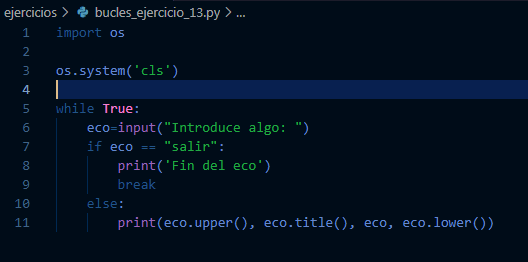 ejercicios > bucles_ejercicio_13.py > ...
1 import os
2
3 os.system('cls')
4
5 while True:
6     eco=input("Introduce algo: ")
7     if eco == "salir":
8         print('Fin del eco')
9         break
10     else:
11         print(eco.upper(), eco.title(), eco, eco.lower())